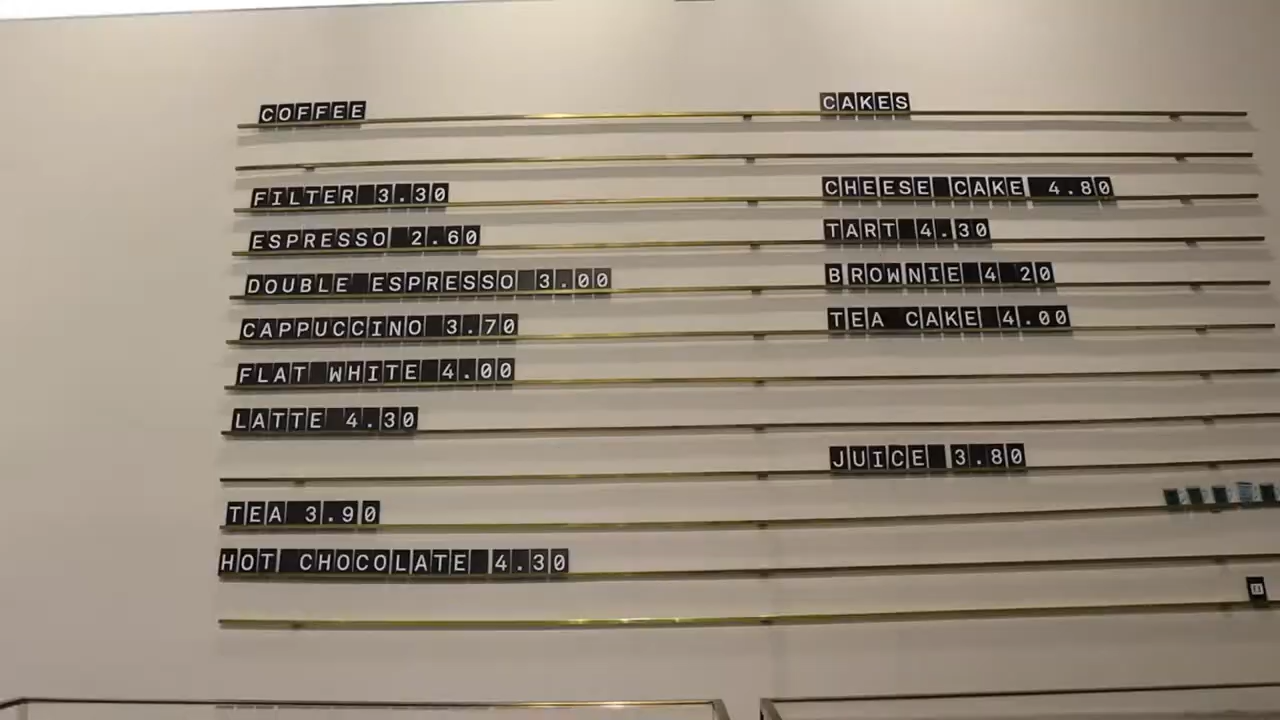 COFFEE
FILTER 3.30
ESPRESSO 2.60
DOUBLE ESPRESSO 3.00
CAPPUCCINO 3.70
FLAT WHITE 4.00
LATTE 4.30
TEA 3.90
HOT CHOCOLATE 4.30
CAKES
CHEESE CAKE 4.80
TART 4.30
BROWNIE 4 20
TEA CAKE 4.00
JUICE 3.80